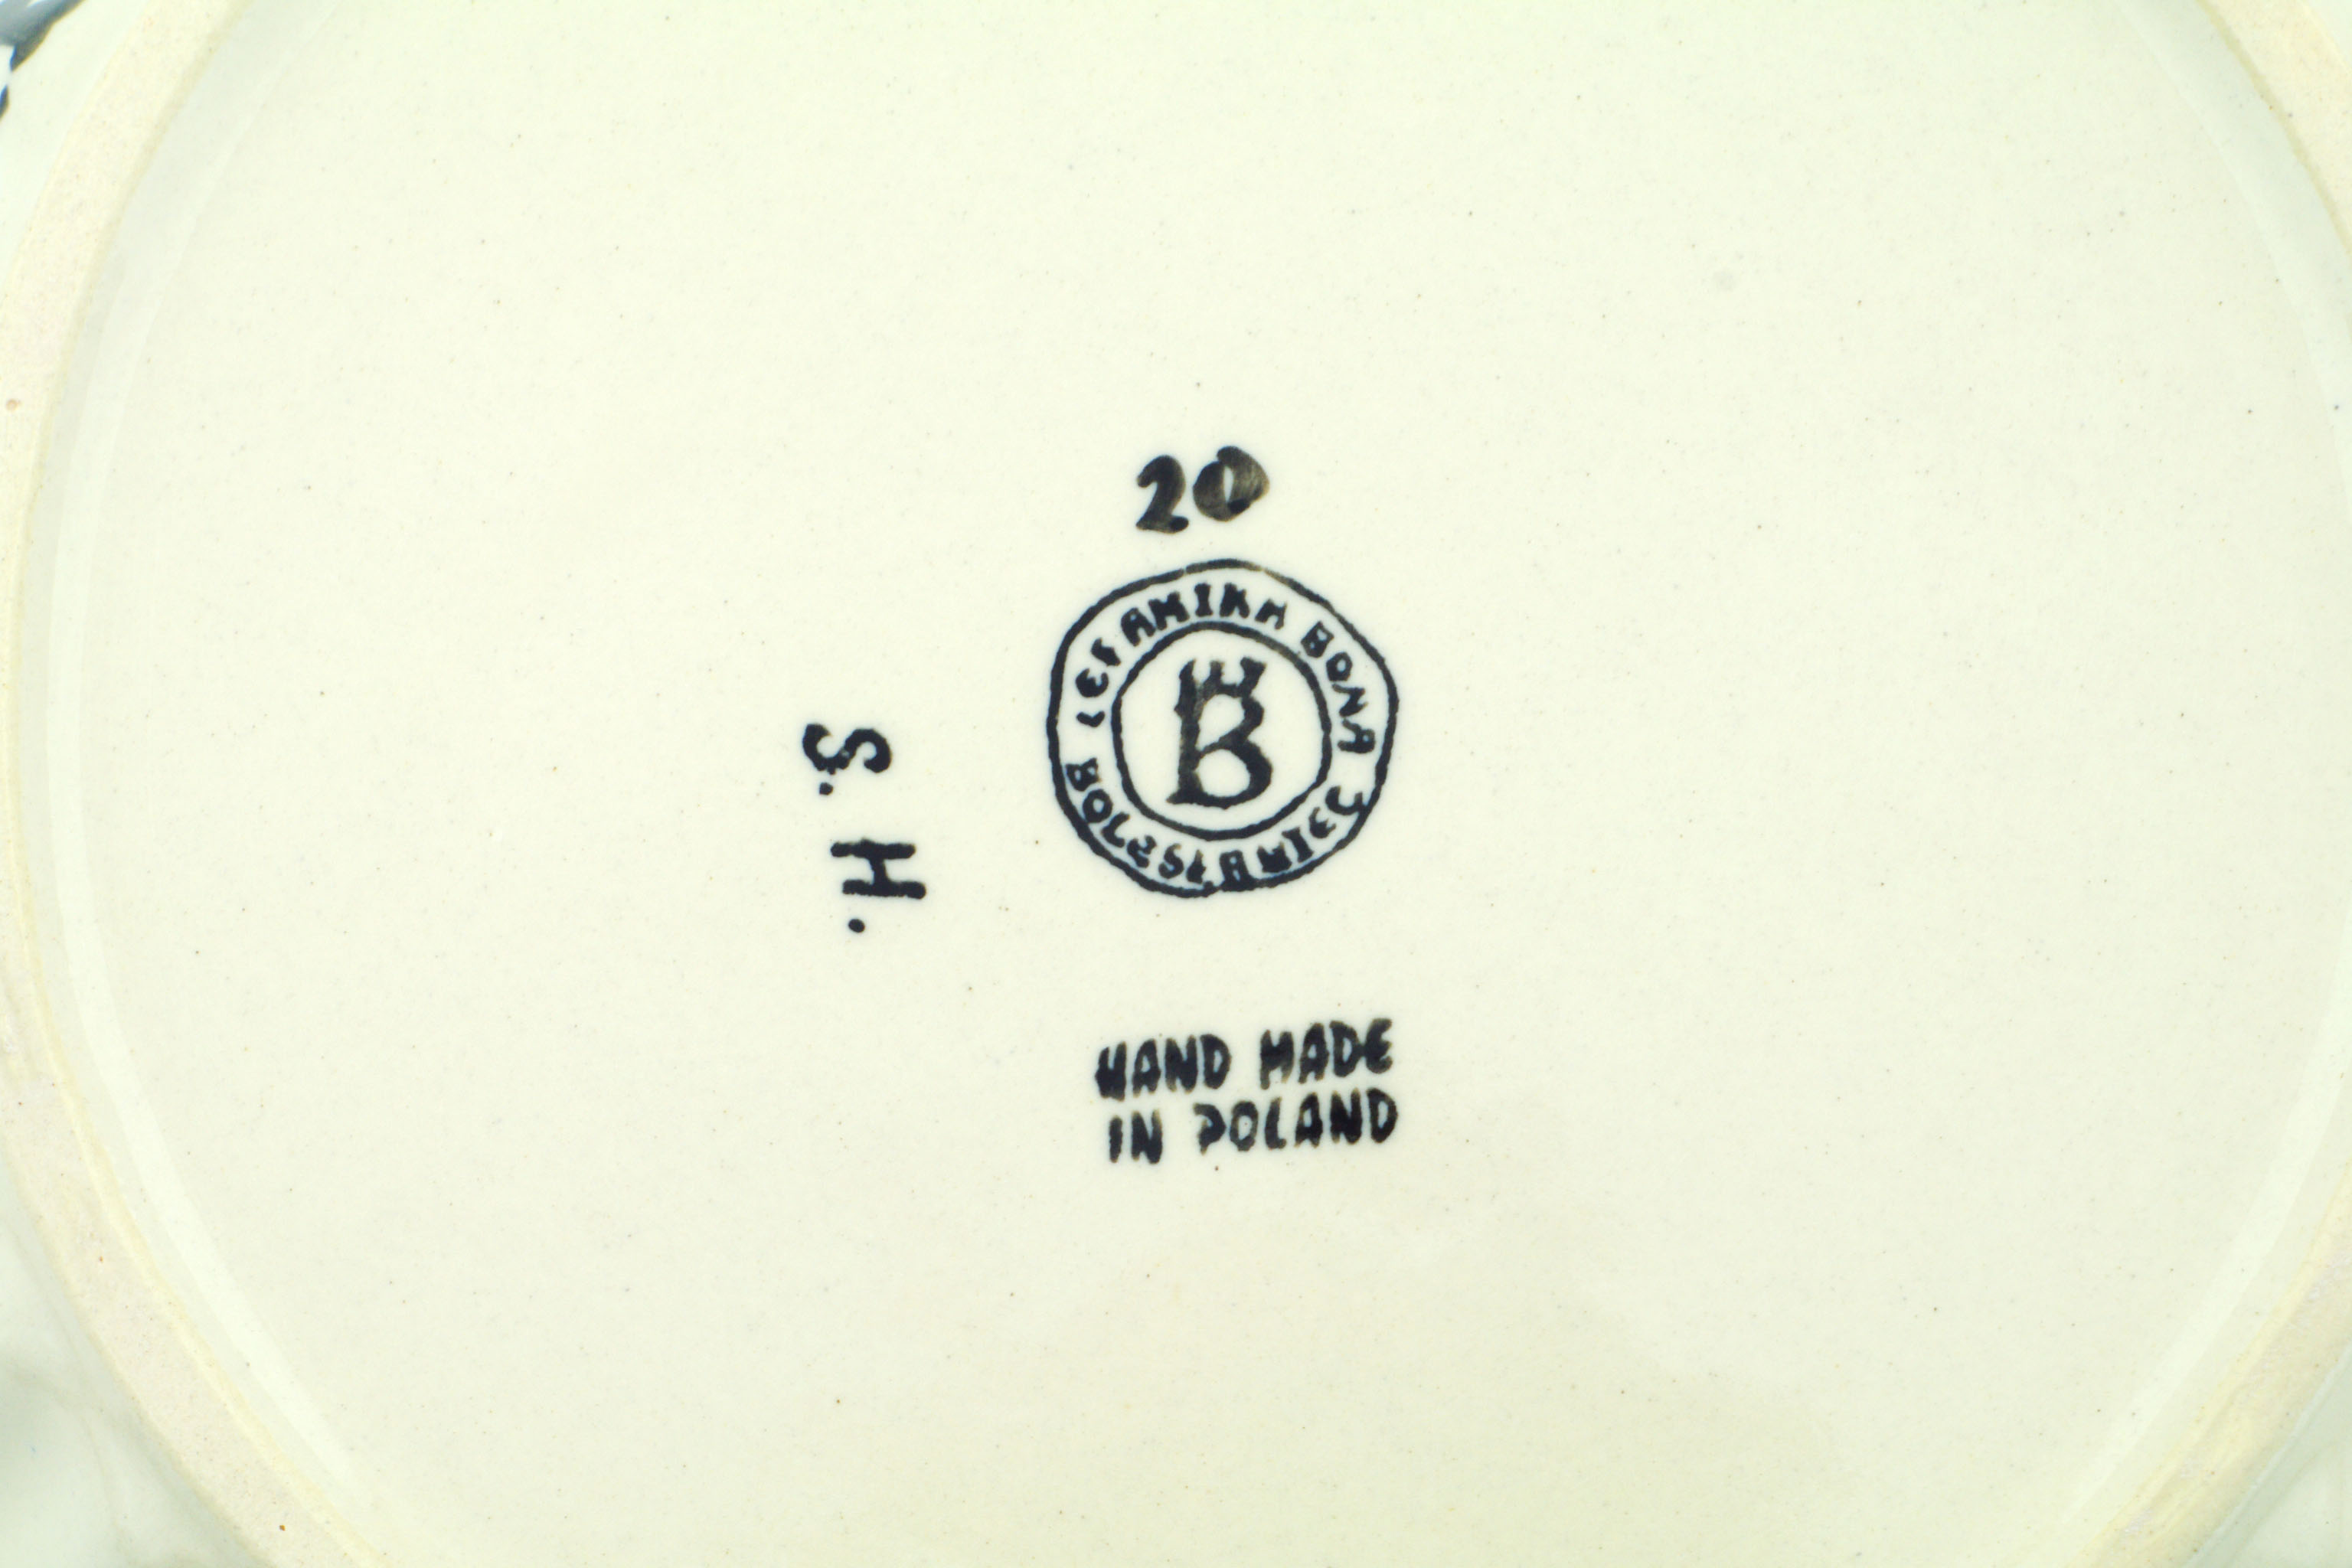 20
CERAMIKA BONA
BOLESŁAWIEC
B
S. H.
HAND MADE
IN POLAND